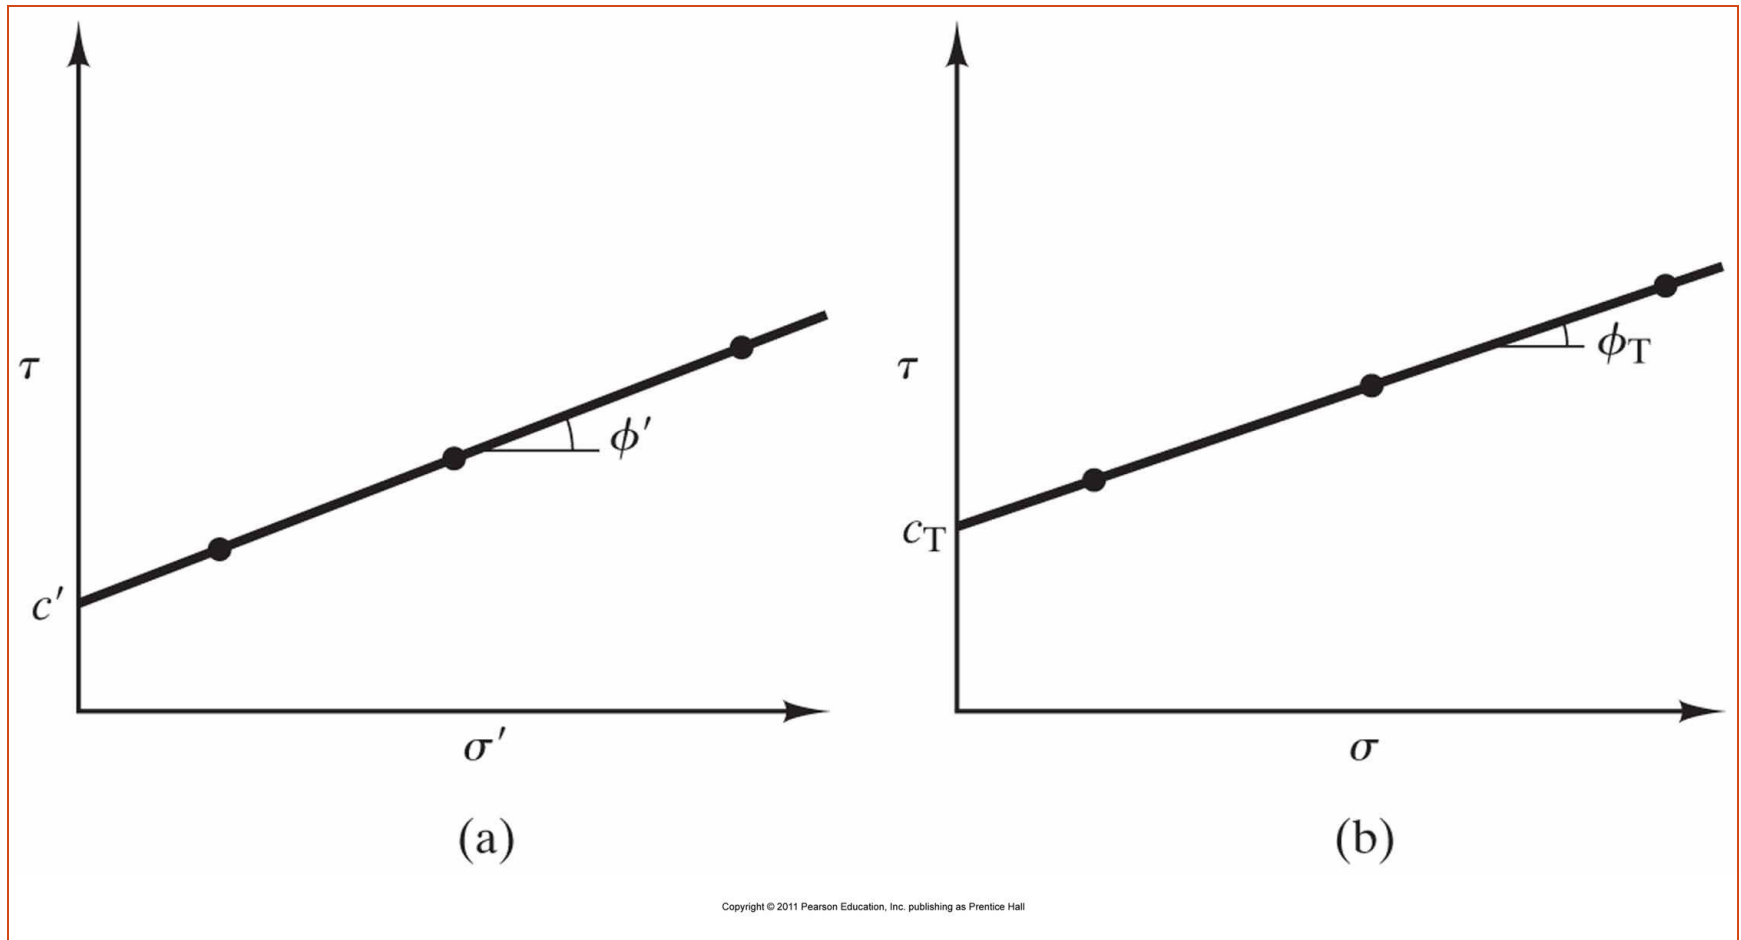 τ
ϕ′
c′
σ′
(a)
τ
ϕT
cT
σ
(b)
Copyright © 2011 Pearson Education, Inc. publishing as Prentice Hall